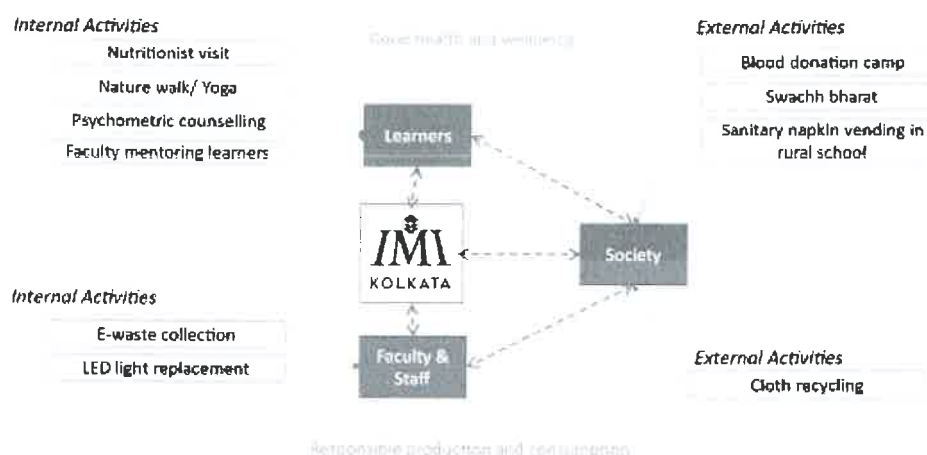 Internal Activities
Nutritionist visit
Nature walk/ Yoga
Psychometric counselling
Faculty mentoring learners
Good health and wellbeing
External Activities
Blood donation camp
Swachh bharat
Sanitary napkin vending in
rural school
Learners
IMI
KOLKATA
Society
Internal Activities
E-waste collection
LED light replacement
Faculty &
Staff
External Activities
Cloth recycling
Responsible production and consumption